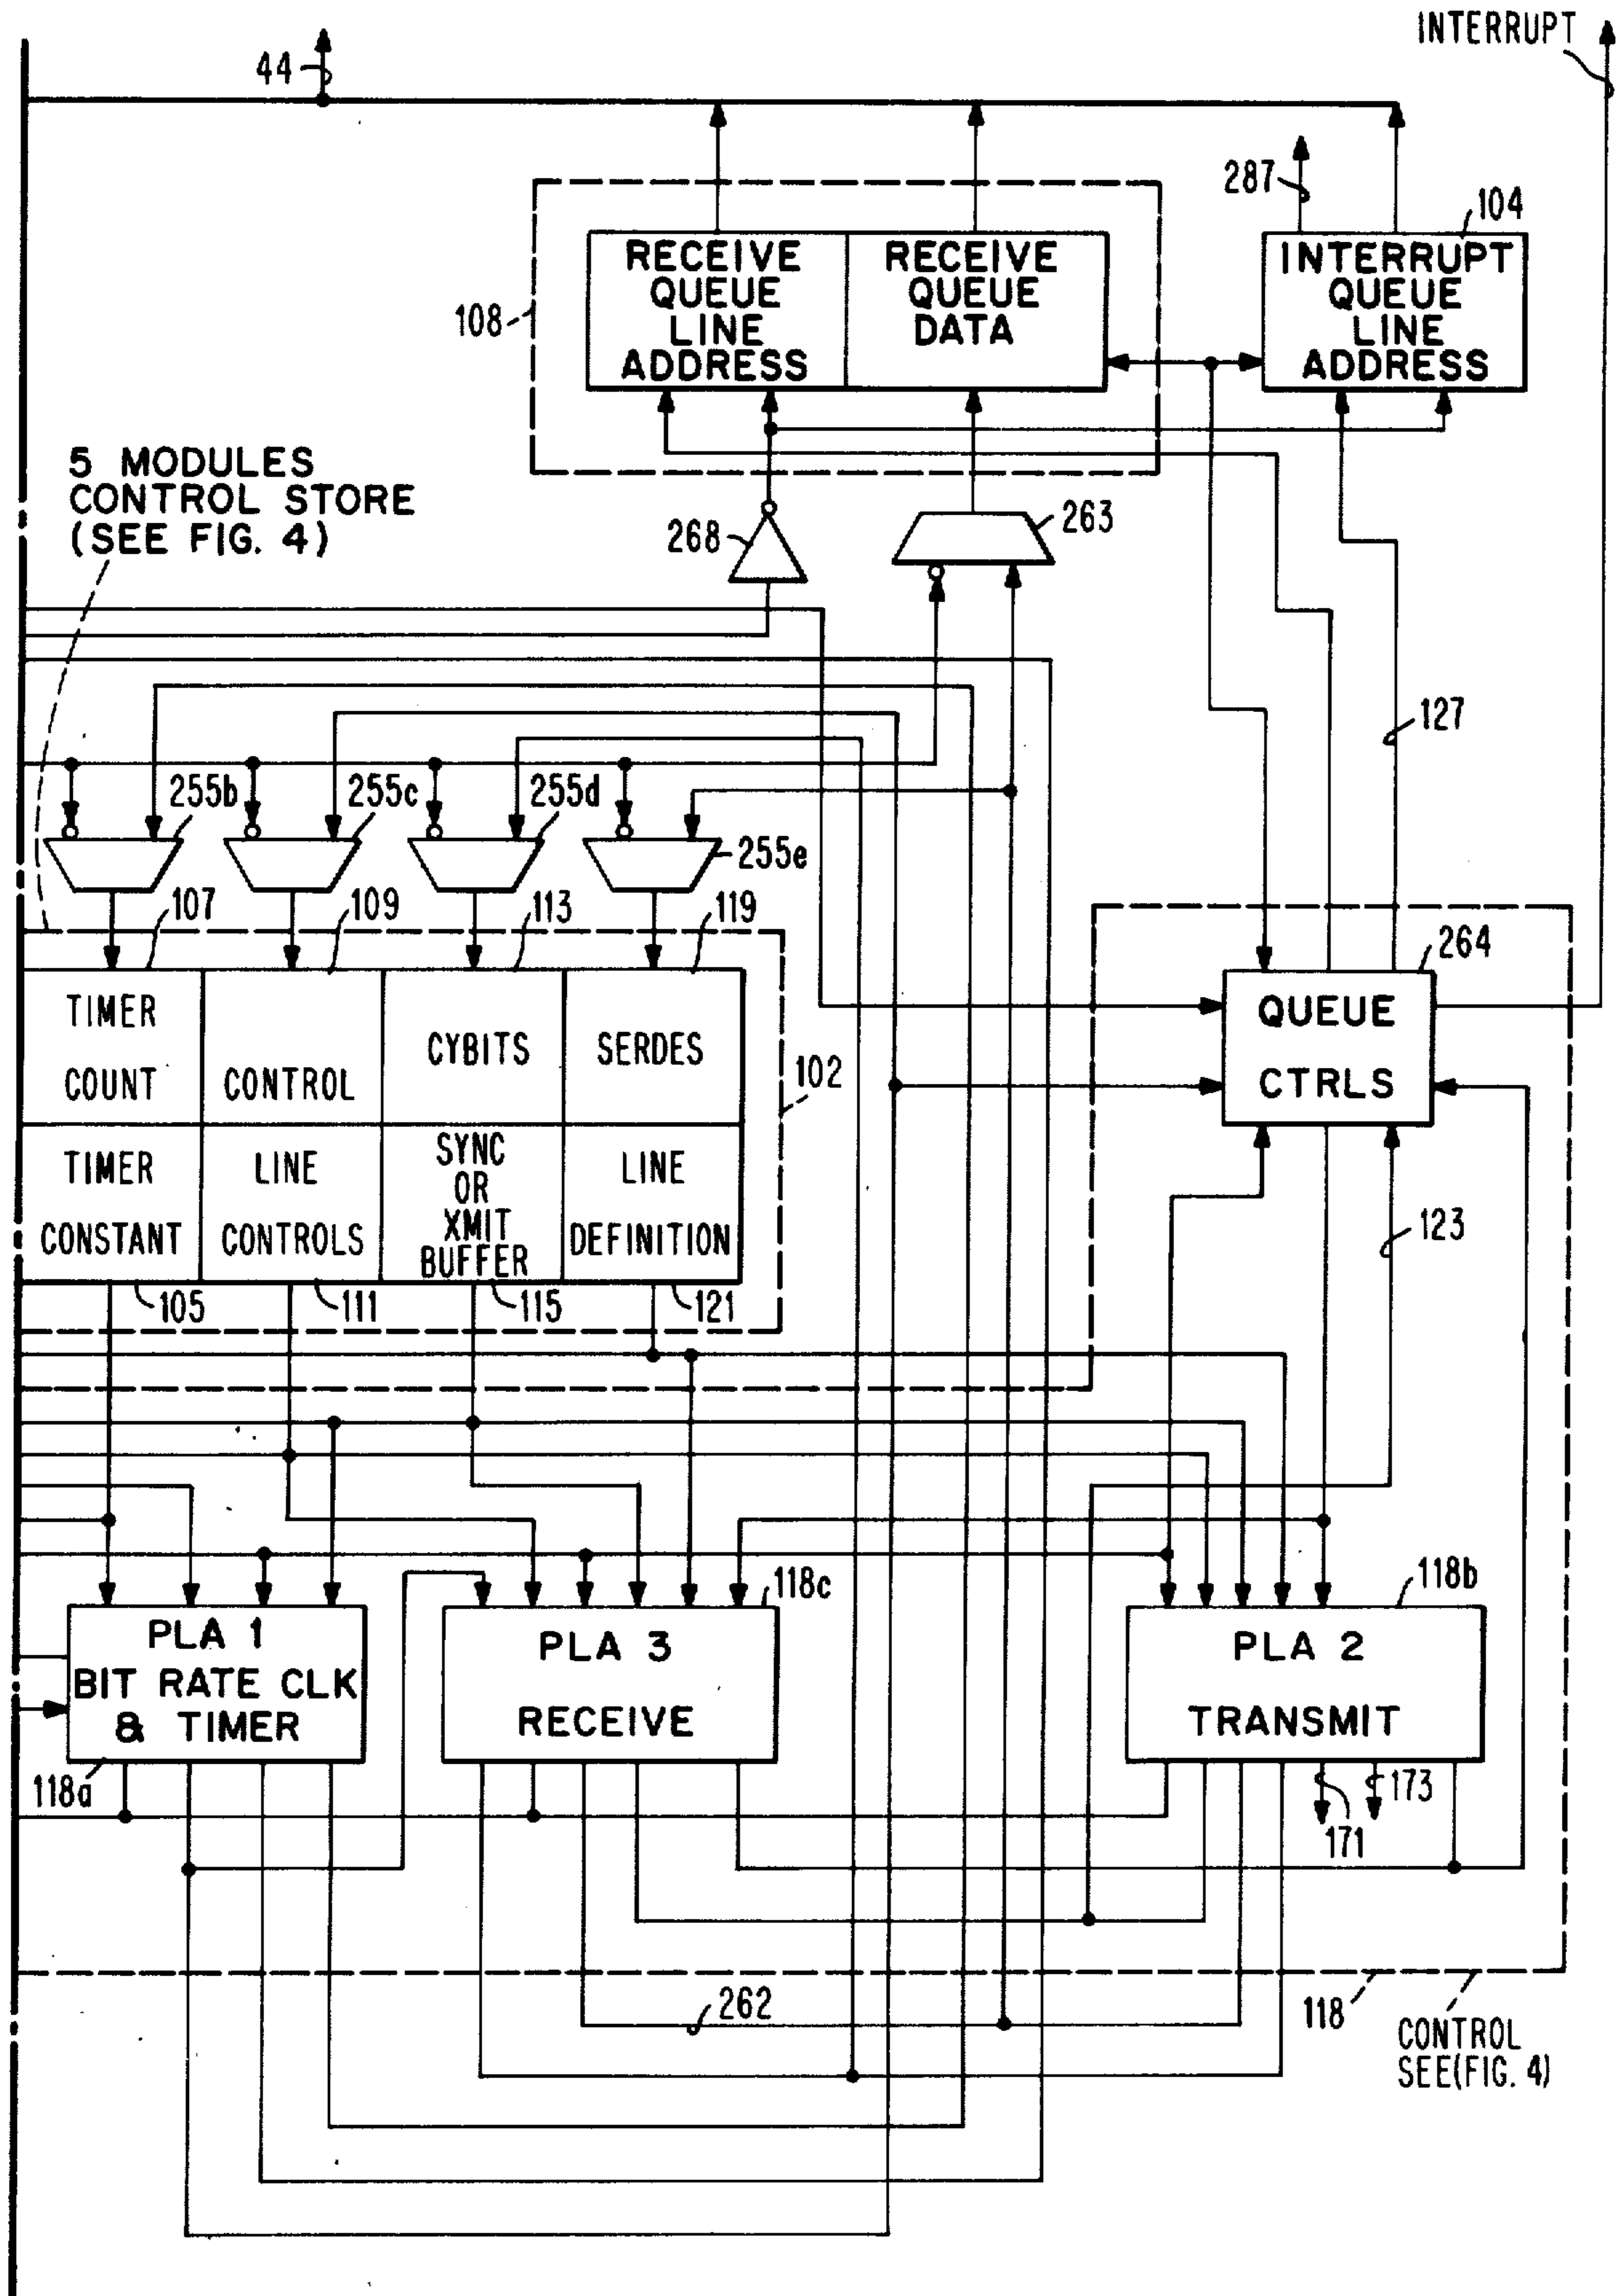 INTERRUPT
44
287
104
RECEIVE
QUEUE
LINE
ADDRESS
RECEIVE
QUEUE
DATA
INTERRUPT
QUEUE
LINE
ADDRESS
108
5 MODULES
CONTROL STORE
(SEE FIG. 4)
268
263
127
255b
255c
255d
255e
107
109
113
119
264
TIMER
COUNT
CONTROL
CYBITS
SERDES
102
QUEUE
CTRLS
TIMER
CONSTANT
LINE
CONTROLS
SYNC
OR
XMIT
BUFFER
LINE
DEFINITION
123
105
111
115
121
118c
118b
PLA 1
BIT RATE CLK
& TIMER
PLA 3
RECEIVE
PLA 2
TRANSMIT
118a
171
173
262
118
CONTROL
SEE(FIG. 4)